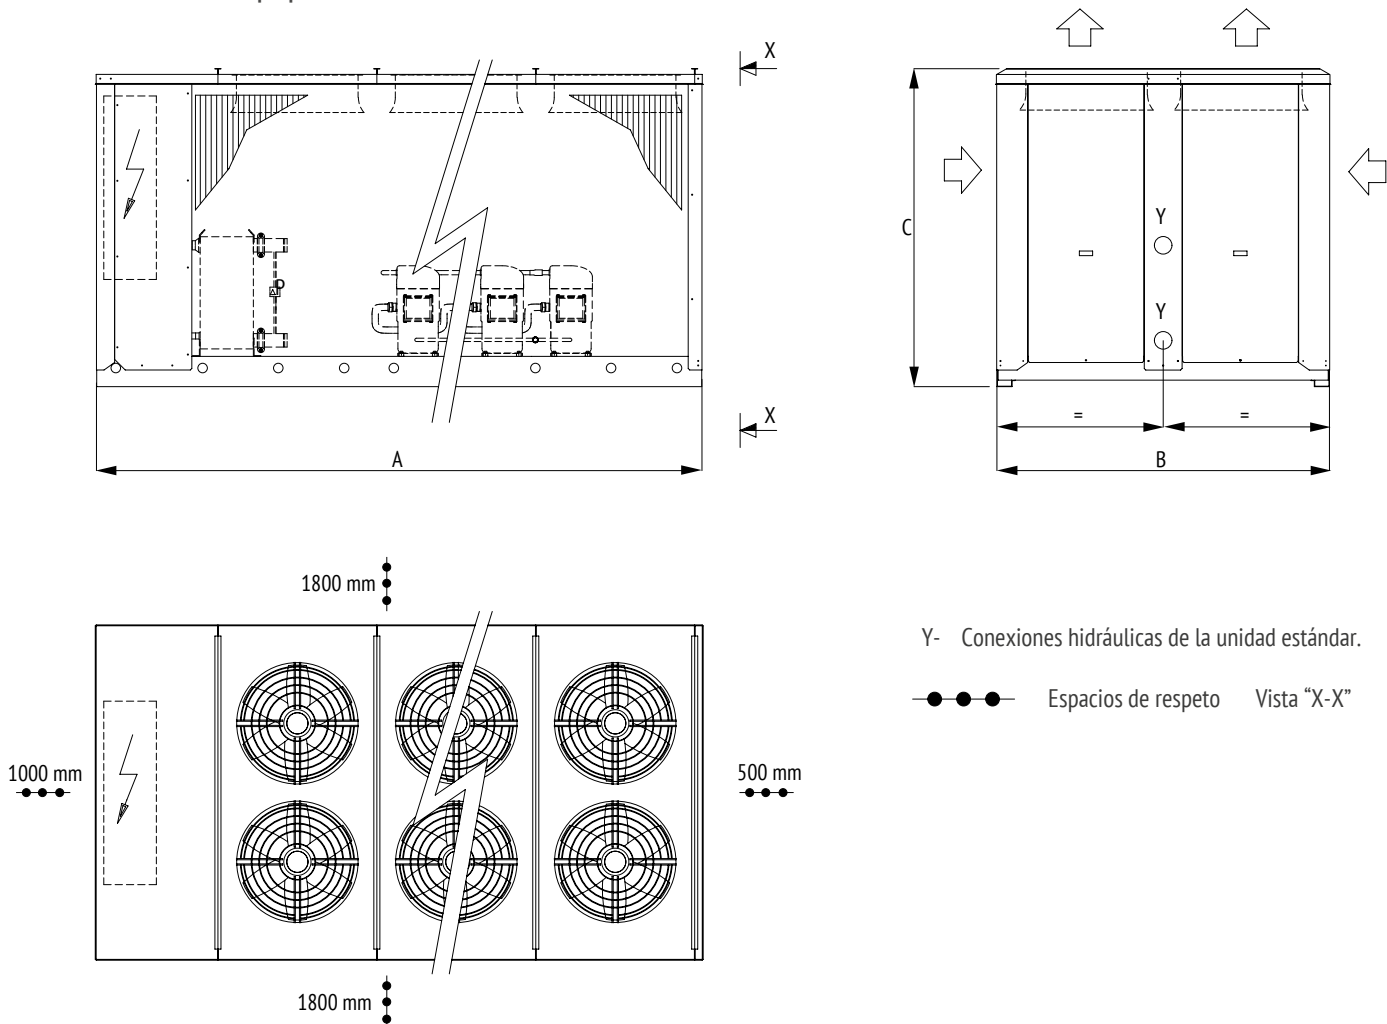 X
C
Y
Y
X
=
=
A
B
1800 mm
Y- Conexiones hidráulicas de la unidad estándar.
Espacios de respeto Vista “X-X”
1000 mm
500 mm
1800 mm